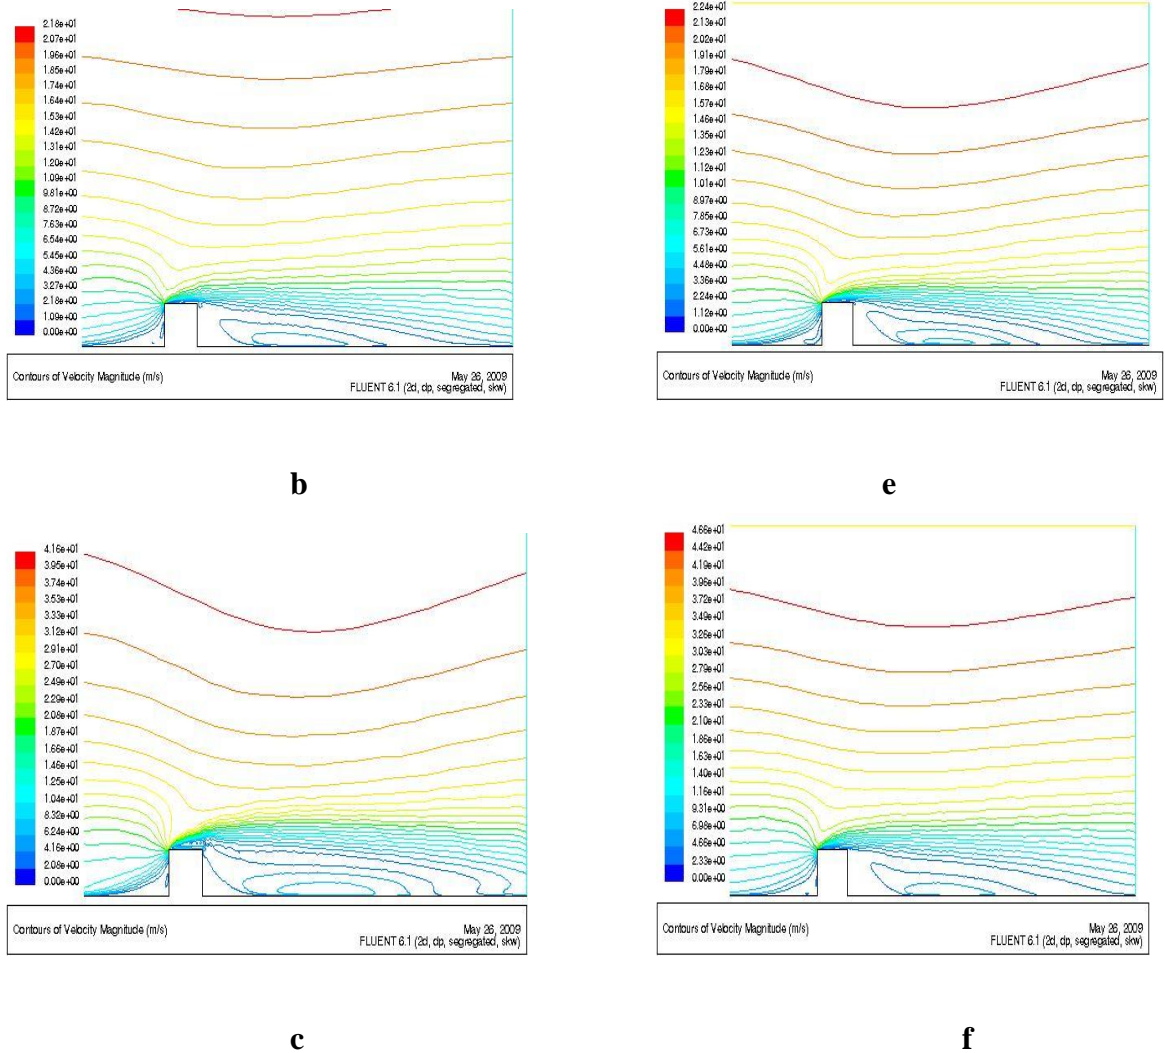 2.18e+01
2.07e+01
1.96e+01
1.85e+01
1.74e+01
1.64e+01
1.53e+01
1.42e+01
1.31e+01
1.20e+01
1.09e+01
9.81e+00
8.72e+00
7.63e+00
6.54e+00
5.45e+00
4.36e+00
3.27e+00
2.18e+00
1.09e+00
0.00e+00
Contours of Velocity Magnitude (m/s)
May 26, 2009
FLUENT 6.1 (2d, dp, segregated, skw)
b
2.24e+01
2.13e+01
2.02e+01
1.91e+01
1.79e+01
1.68e+01
1.57e+01
1.46e+01
1.35e+01
1.23e+01
1.12e+01
1.01e+01
8.97e+00
7.85e+00
6.73e+00
5.61e+00
4.48e+00
3.36e+00
2.24e+00
1.12e+00
0.00e+00
Contours of Velocity Magnitude (m/s)
May 26, 2009
FLUENT 6.1 (2d, dp, segregated, skw)
e
4.16e+01
3.95e+01
3.74e+01
3.53e+01
3.33e+01
3.12e+01
2.91e+01
2.70e+01
2.49e+01
2.29e+01
2.08e+01
1.87e+01
1.66e+01
1.46e+01
1.25e+01
1.04e+01
8.32e+00
6.24e+00
4.16e+00
2.08e+00
0.00e+00
Contours of Velocity Magnitude (m/s)
May 26, 2009
FLUENT 6.1 (2d, dp, segregated, skw)
c
4.66e+01
4.42e+01
4.19e+01
3.96e+01
3.72e+01
3.49e+01
3.26e+01
3.03e+01
2.79e+01
2.56e+01
2.33e+01
2.10e+01
1.86e+01
1.63e+01
1.40e+01
1.16e+01
9.31e+00
6.98e+00
4.66e+00
2.33e+00
0.00e+00
Contours of Velocity Magnitude (m/s)
May 26, 2009
FLUENT 6.1 (2d, dp, segregated, skw)
f